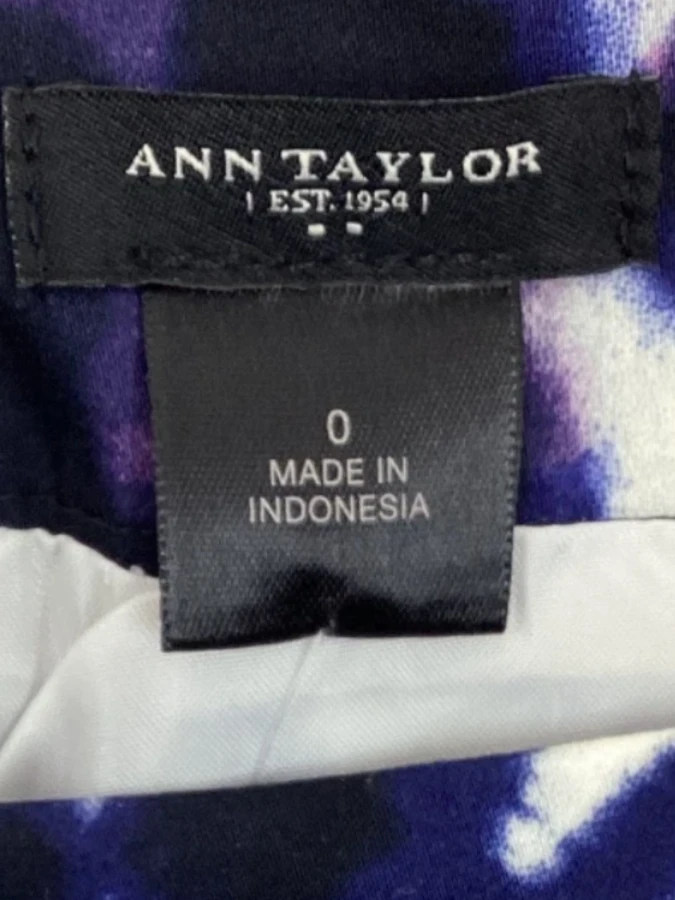 ANN TAYLOR
| EST. 1954 |
0
MADE IN
INDONESIA